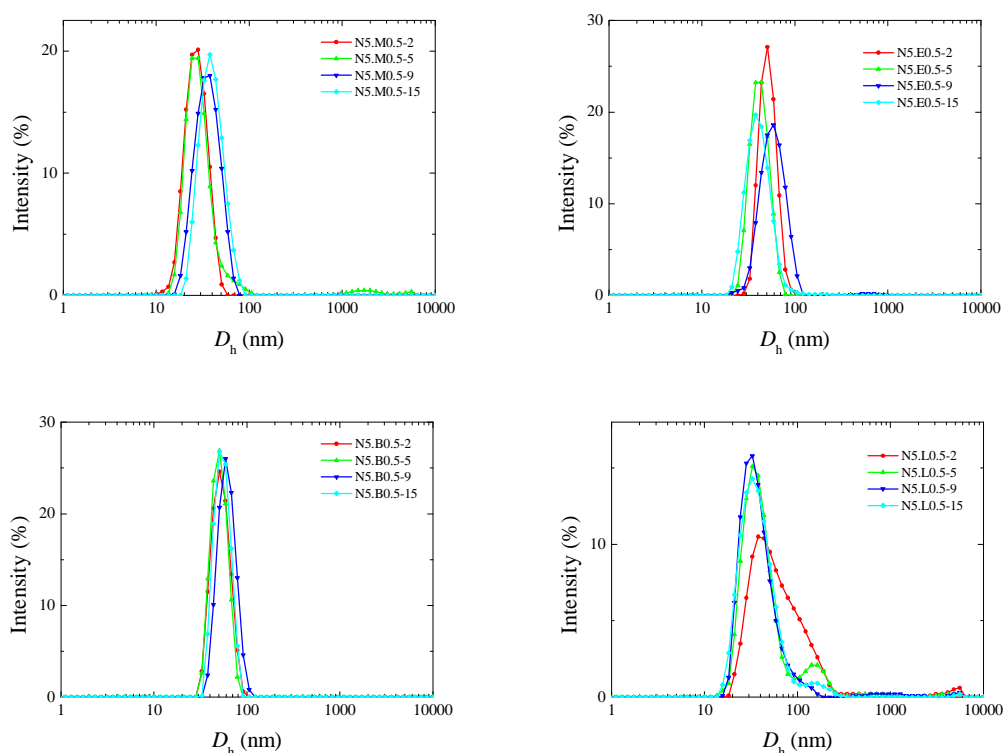 N5.M0.5-2
N5.M0.5-5
N5.M0.5-9
N5.M0.5-15
20
10
0
Intensity (%)
1 10 100 1000 10000
Dh (nm)
N5.E0.5-2
N5.E0.5-5
N5.E0.5-9
N5.E0.5-15
30
20
10
0
Intensity (%)
1 10 100 1000 10000
Dh (nm)
N5.B0.5-2
N5.B0.5-5
N5.B0.5-9
N5.B0.5-15
30
20
10
0
Intensity (%)
1 10 100 1000 10000
Dh (nm)
N5.L0.5-2
N5.L0.5-5
N5.L0.5-9
N5.L0.5-15
10
0
Intensity (%)
1 10 100 1000 10000
Dh (nm)